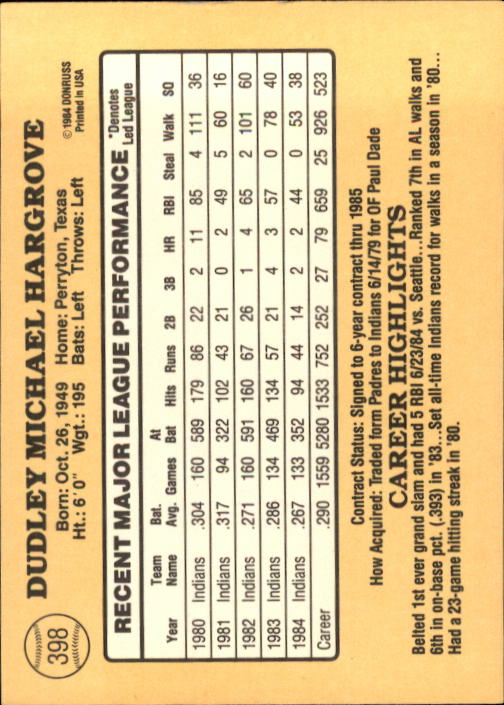 398
DUDLEY MICHAEL HARGROVE
Born: Oct. 26, 1949 Home: Perryton, Texas
Ht.: 6' 0" Wgt.: 195 Bats: Left Throws: Left
© 1984 DONRUSS
Printed in USA
RECENT MAJOR LEAGUE PERFORMANCE
*Denotes
Led League
Year Team Name Bat. Avg. Games At Bat Hits Runs 2B 3B HR RBI Steal Walk SO
1980 Indians .304 160 589 179 86 22 2 11 85 4 111 36
1981 Indians .317 94 322 102 43 21 0 2 49 5 60 16
1982 Indians .271 160 591 160 67 26 1 4 65 2 101 60
1983 Indians .286 134 469 134 57 21 4 3 57 0 78 40
1984 Indians .267 133 352 94 44 14 2 2 44 0 53 38
Career .290 1559 5280 1533 752 252 27 79 659 25 926 523
Contract Status: Signed to 6-year contract thru 1985
How Acquired: Traded form Padres to Indians 6/14/79 for OF Paul Dade
CAREER HIGHLIGHTS
Belted 1st ever grand slam and had 5 RBI 6/23/84 vs. Seattle...Ranked 7th in AL walks and
6th in on-base pct. (.393) in '83...Set all-time Indians record for walks in a season in '80...
Had a 23-game hitting streak in '80.